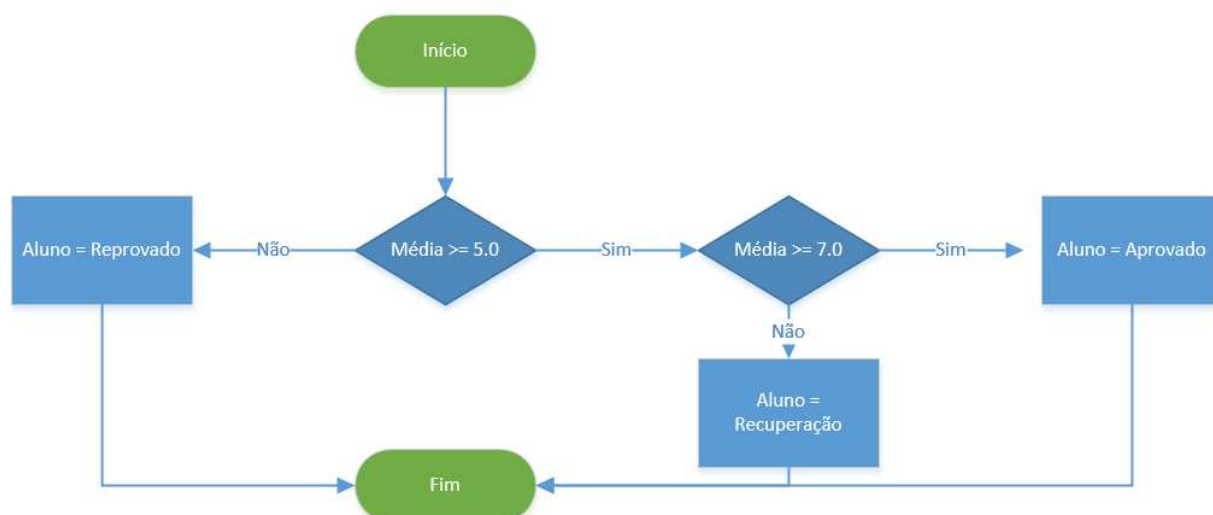 Início
Aluno = Reprovado
Não
Média >= 5.0
Sim
Média >= 7.0
Sim
Aluno = Aprovado
Não
Aluno =
Recuperação
Fim